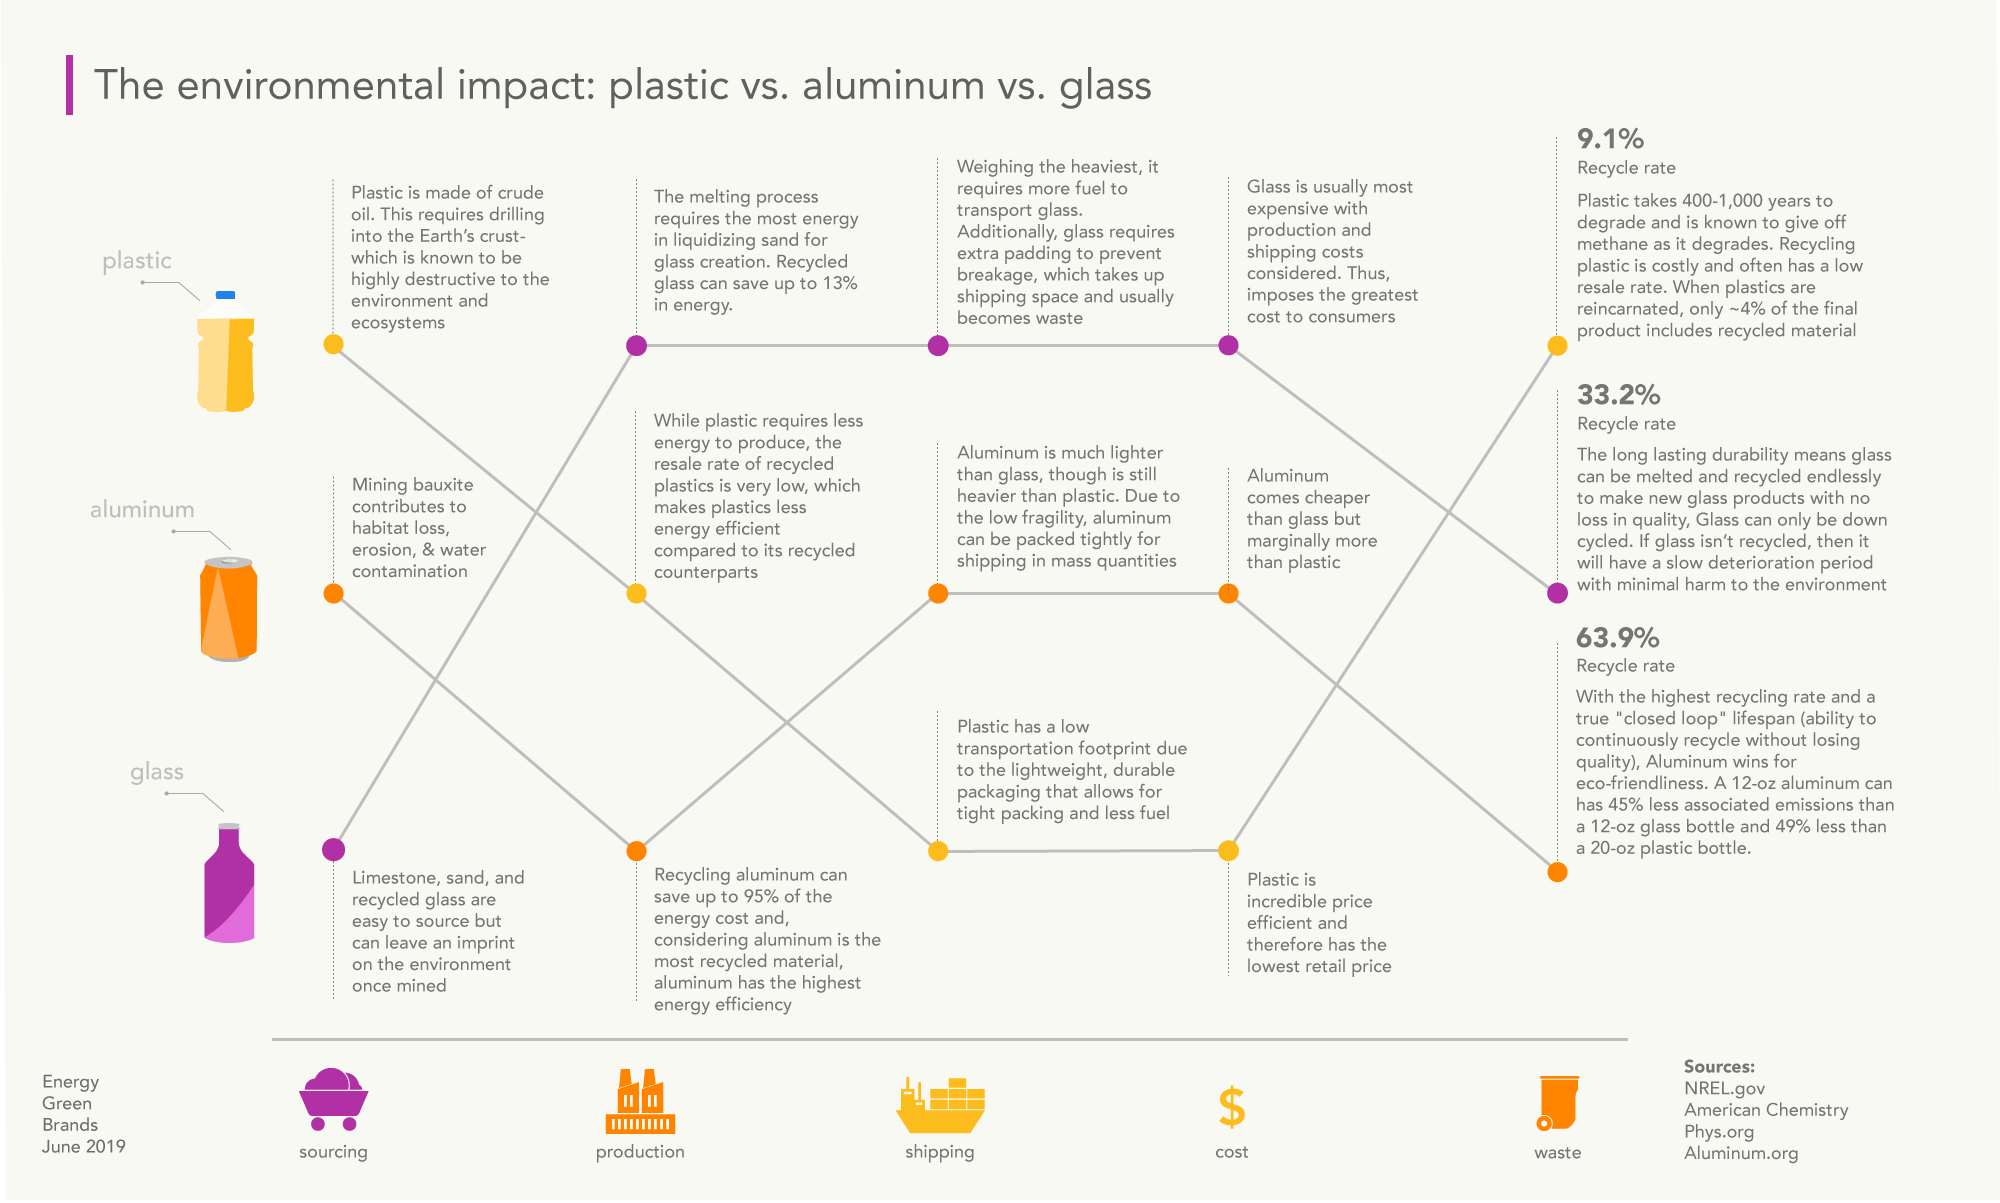 The environmental impact: plastic vs. aluminum vs. glass
plastic
aluminum
glass
Plastic is made of crude
oil. This requires drilling
into the Earth's crust-
which is known to be
highly destructive to the
environment and
ecosystems
Mining bauxite
contributes to
habitat loss,
erosion, & water
contamination
Limestone, sand, and
recycled glass are
easy to source but
can leave an imprint
on the environment
once mined
The melting process
requires the most energy
in liquidizing sand for
glass creation. Recycled
glass can save up to 13%
in energy.
While plastic requires less
energy to produce, the
resale rate of recycled
plastics is very low, which
makes plastics less
energy efficient
compared to its recycled
counterparts
Recycling aluminum can
save up to 95% of the
energy cost and,
considering aluminum is the
most recycled material,
aluminum has the highest
energy efficiency
Weighing the heaviest, it
requires more fuel to
transport glass.
Additionally, glass requires
extra padding to prevent
breakage, which takes up
shipping space and usually
becomes waste
Aluminum is much lighter
than glass, though is still
heavier than plastic. Due to
the low fragility, aluminum
can be packed tightly for
shipping in mass quantities
Plastic has a low
transportation footprint due
to the lightweight, durable
packaging that allows for
tight packing and less fuel
Glass is usually most
expensive with
production and
shipping costs
considered. Thus,
imposes the greatest
cost to consumers
Aluminum
comes cheaper
than glass but
marginally more
than plastic
Plastic is
incredible price
efficient and
therefore has the
lowest retail price
9.1%
Recycle rate
Plastic takes 400-1,000 years to
degrade and is known to give off
methane as it degrades. Recycling
plastic is costly and often has a low
resale rate. When plastics are
reincarnated, only ~4% of the final
product includes recycled material
33.2%
Recycle rate
The long lasting durability means glass
can be melted and recycled endlessly
to make new glass products with no
loss in quality, Glass can only be down
cycled. If glass isn't recycled, then it
will have a slow deterioration period
with minimal harm to the environment
63.9%
Recycle rate
With the highest recycling rate and a
true "closed loop" lifespan (ability to
continuously recycle without losing
quality), Aluminum wins for
eco-friendliness. A 12-oz aluminum can
has 45% less associated emissions than
a 12-oz glass bottle and 49% less than
a 20-oz plastic bottle.
Energy
Green
Brands
June 2019
sourcing
production
shipping
$
cost
waste
Sources:
NREL.gov
American Chemistry
Phys.org
Aluminum.org